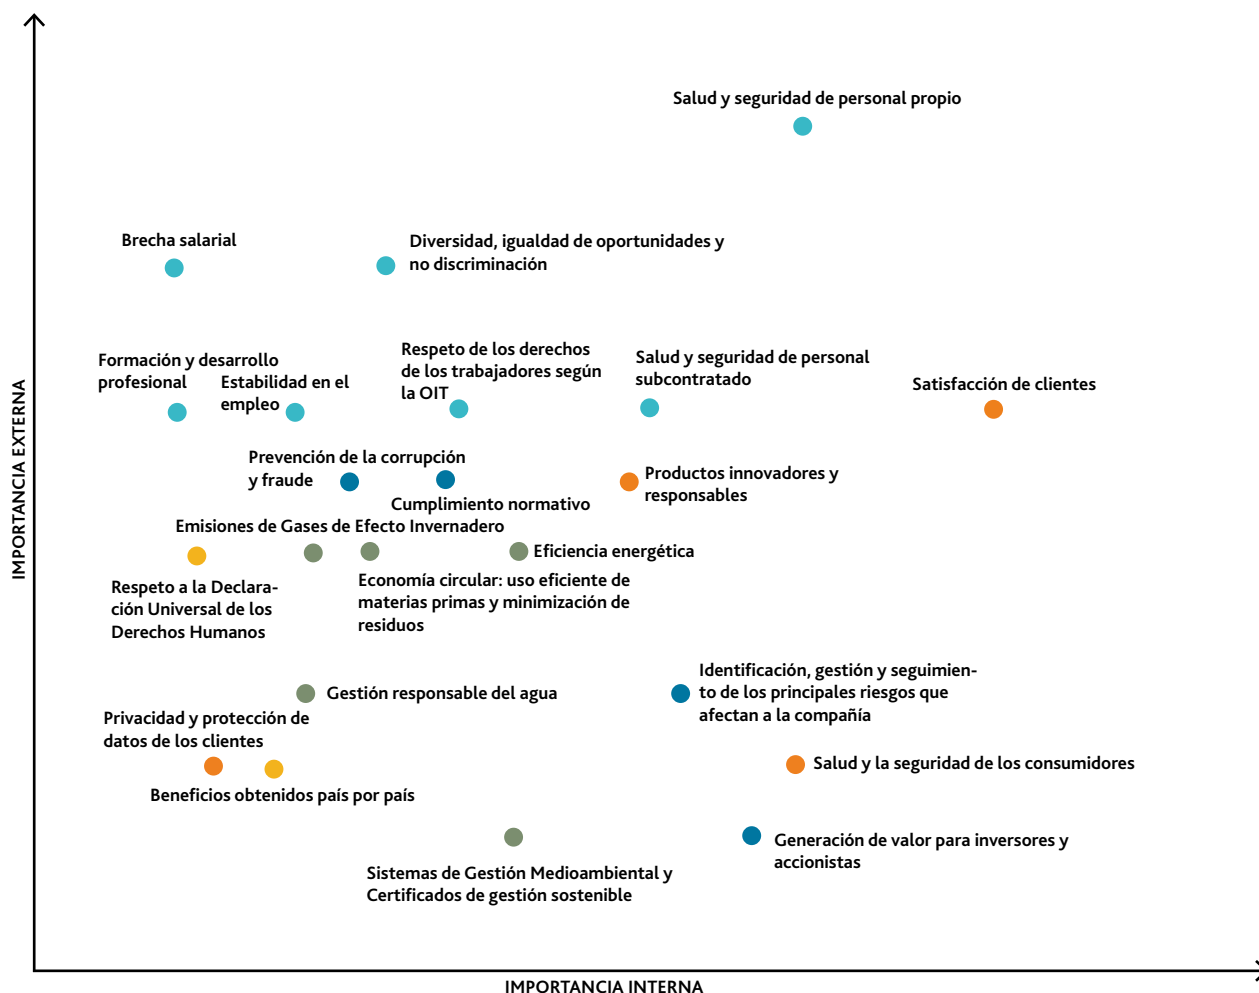 Salud y seguridad de personal propio
Brecha salarial
Diversidad, igualdad de oportunidades y
no discriminación
Formación y desarrollo
profesional
Estabilidad en el
empleo
Respeto de los derechos
de los trabajadores según
la OIT
Salud y seguridad de personal
subcontratado
Satisfacción de clientes
Prevención de la corrupción
y fraude
Cumplimiento normativo
Productos innovadores y
responsables
Emisiones de Gases de Efecto Invernadero
Eficiencia energética
Respeto a la Declara-
ción Universal de los
Derechos Humanos
Economía circular: uso eficiente de
materias primas y minimización de
residuos
Gestión responsable del agua
Identificación, gestión y seguimien-
to de los principales riesgos que
afectan a la compañía
Privacidad y protección de
datos de los clientes
Beneficios obtenidos país por país
Salud y la seguridad de los consumidores
Generación de valor para inversores y
accionistas
Sistemas de Gestión Medioambiental y
Certificados de gestión sostenible
IMPORTANCIA EXTERNA
IMPORTANCIA INTERNA